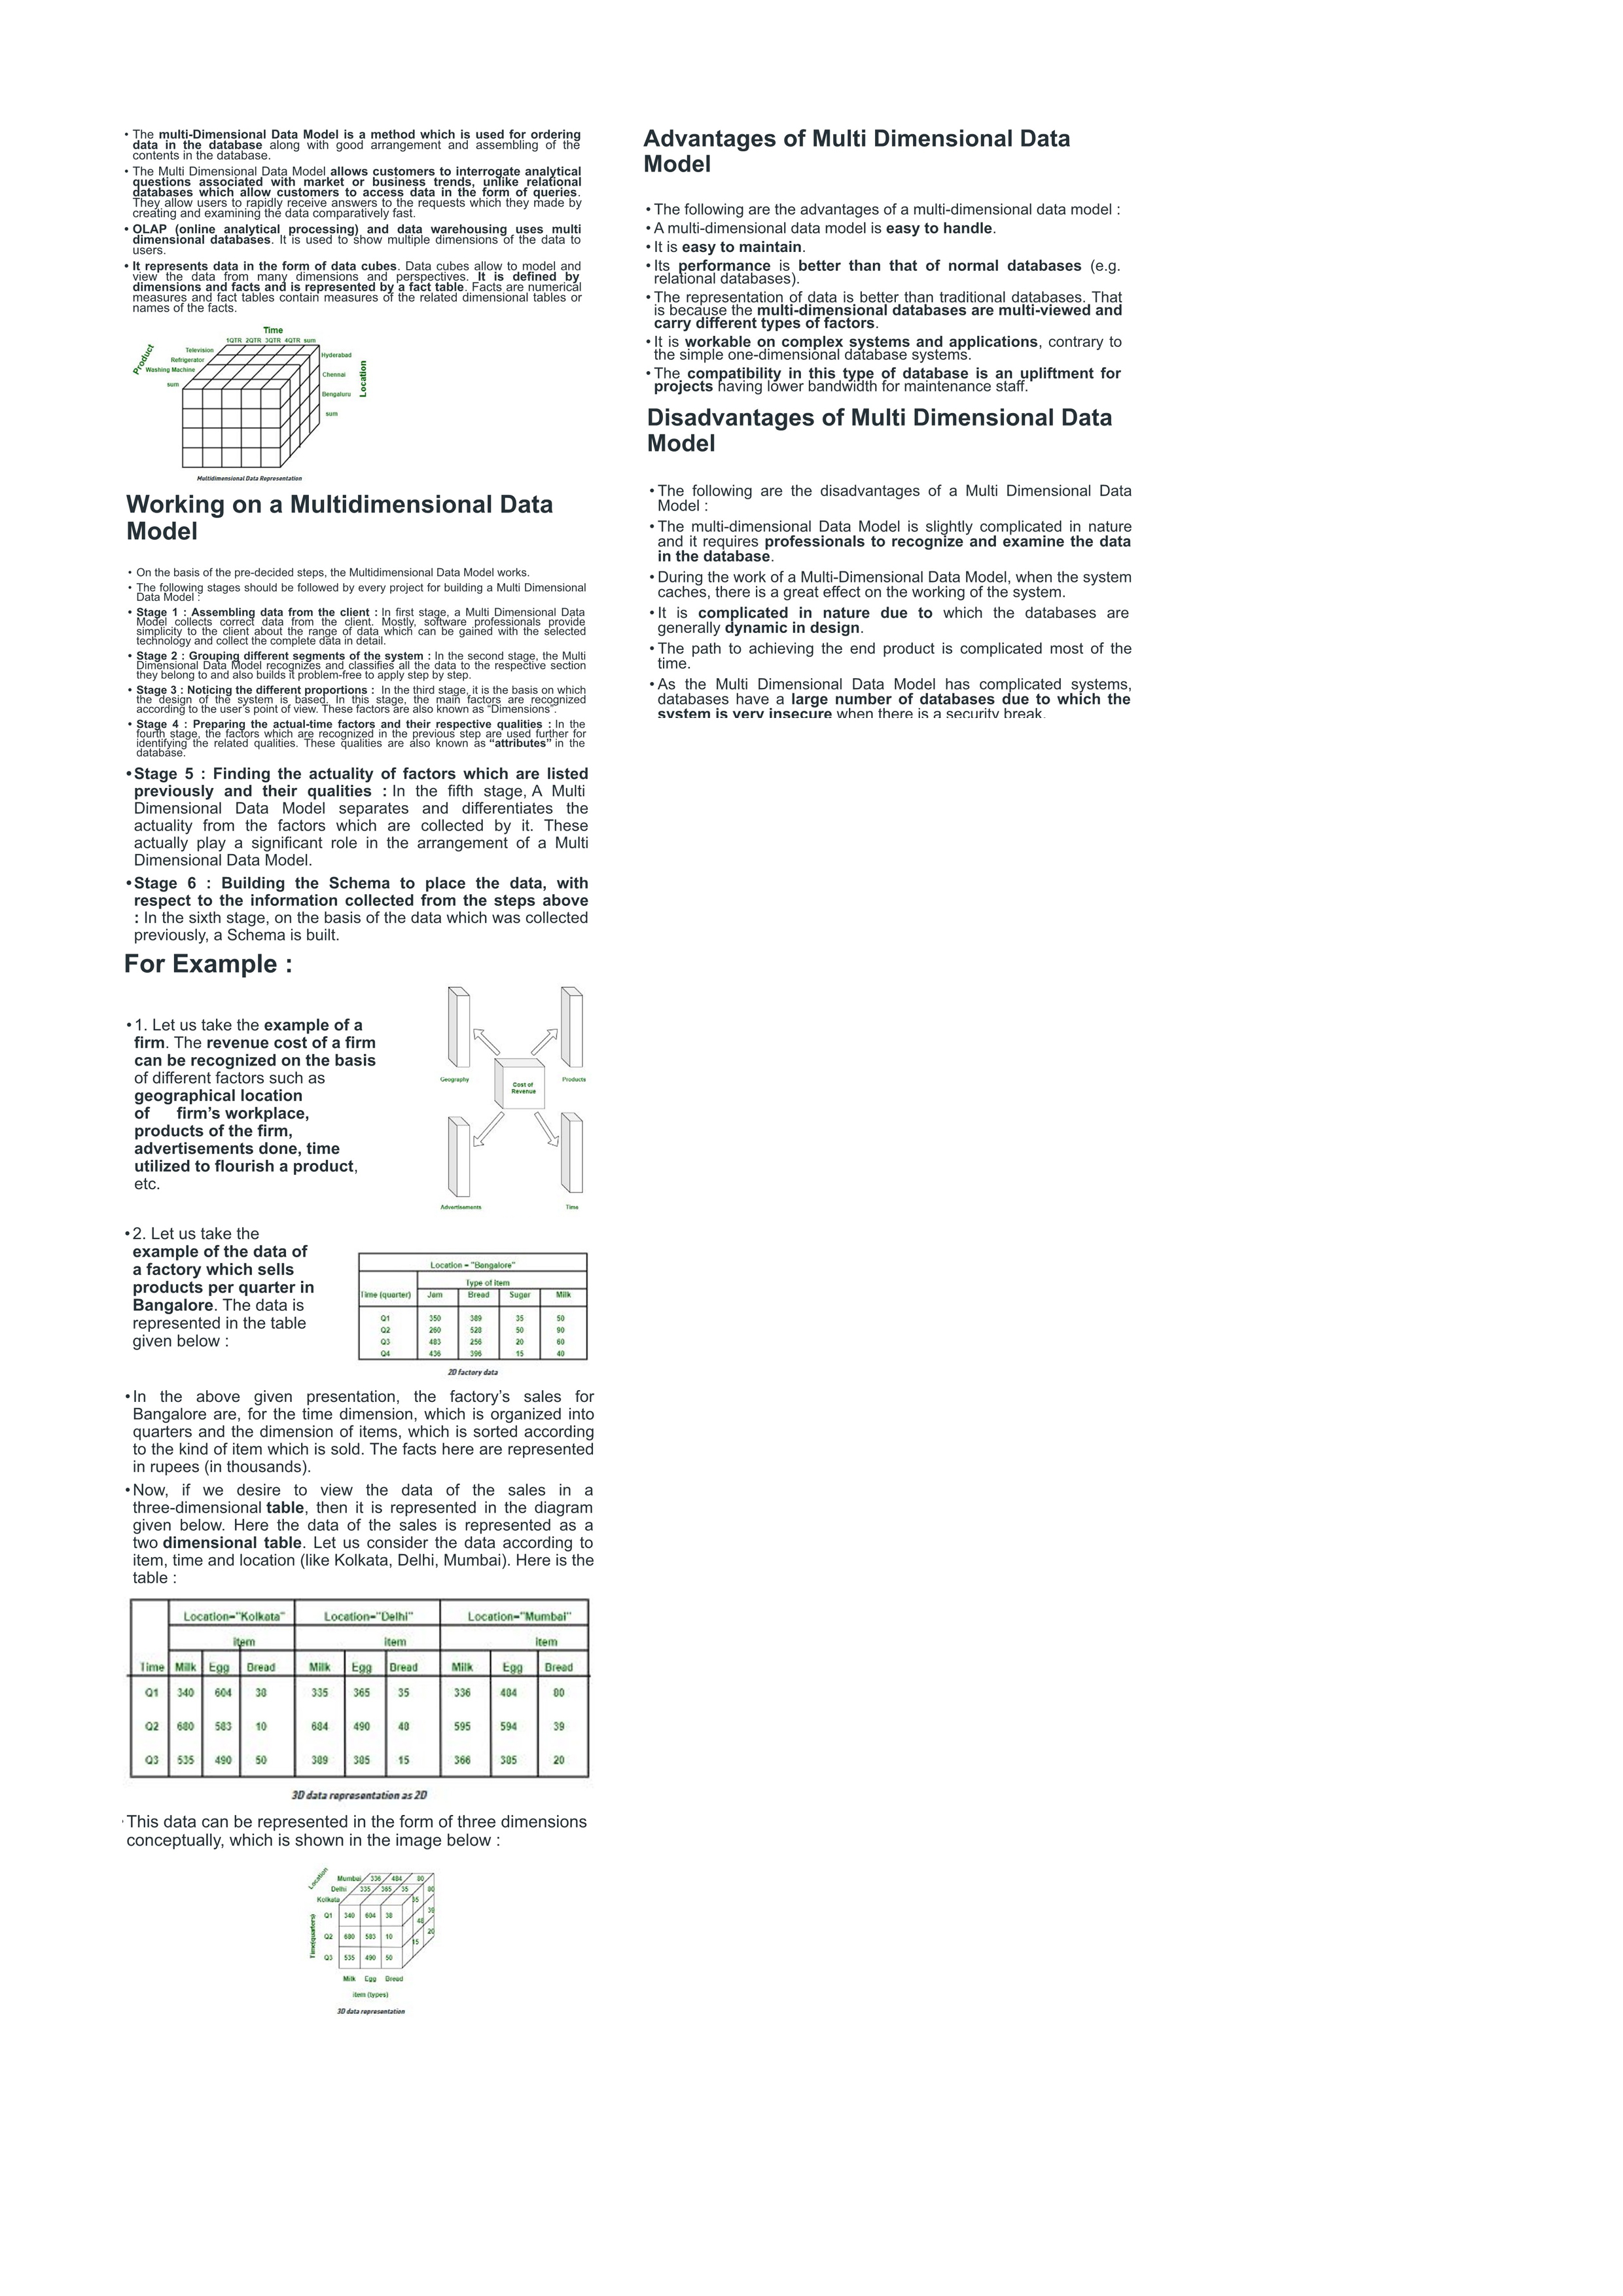 • The multi-Dimensional Data Model is a method which is used for ordering
data in the database along with good arrangement and assembling of the
contents in the database.
• The Multi Dimensional Data Model allows customers to interrogate analytical
questions associated with market or business trends, unlike relational
databases which allow customers to access data in the form of queries.
They allow users to rapidly receive answers to the requests which they made by
creating and examining the data comparatively fast.
• OLAP (online analytical processing) and data warehousing uses multi
dimensional databases. It is used to show multiple dimensions of the data to
users.
• It represents data in the form of data cubes. Data cubes allow to model and
view the data from many dimensions and perspectives. It is defined by
dimensions and facts and is represented by a fact table. Facts are numerical
measures and fact tables contain measures of the related dimensional tables or
names of the facts.
Time
1QTR 2QTR 3QTR 4QTR sum
Product
Television
Refrigerator
Washing Machine
sum
Hyderabad
Chennai
Bengaluru
sum
Location
Multidimensional Data Representation
Working on a Multidimensional Data
Model
• On the basis of the pre-decided steps, the Multidimensional Data Model works.
• The following stages should be followed by every project for building a Multi Dimensional
Data Model :
• Stage 1 : Assembling data from the client : In first stage, a Multi Dimensional Data
Model collects correct data from the client. Mostly, software professionals provide
simplicity to the client about the range of data which can be gained with the selected
technology and collect the complete data in detail.
• Stage 2 : Grouping different segments of the system : In the second stage, the Multi
Dimensional Data Model recognizes and classifies all the data to the respective section
they belong to and also builds it problem-free to apply step by step.
• Stage 3 : Noticing the different proportions : In the third stage, it is the basis on which
the design of the system is based. In this stage, the main factors are recognized
according to the user's point of view. These factors are also known as "Dimensions".
• Stage 4 : Preparing the actual-time factors and their respective qualities : In the
fourth stage, the factors which are recognized in the previous step are used further for
identifying the related qualities. These qualities are also known as “attributes” in the
database.
• Stage 5 : Finding the actuality of factors which are listed
previously and their qualities : In the fifth stage, A Multi
Dimensional Data Model separates and differentiates the
actuality from the factors which are collected by it. These
actually play a significant role in the arrangement of a Multi
Dimensional Data Model.
• Stage 6 : Building the Schema to place the data, with
respect to the information collected from the steps above
: In the sixth stage, on the basis of the data which was collected
previously, a Schema is built.
For Example :
• 1. Let us take the example of a
firm. The revenue cost of a firm
can be recognized on the basis
of different factors such as
geographical location
of firm’s workplace,
products of the firm,
advertisements done, time
utilized to flourish a product,
etc.
Geography
Products
Cost of
Revenue
Advertisements
Time
• 2. Let us take the
example of the data of
a factory which sells
products per quarter in
Bangalore. The data is
represented in the table
given below :
Location = "Bangalore"
Type of item
Time (quarter) Jam Bread Sugar Milk
Q1 350 389 35 50
Q2 260 528 50 90
Q3 483 256 20 60
Q4 436 396 15 40
2D factory data
• In the above given presentation, the factory’s sales for
Bangalore are, for the time dimension, which is organized into
quarters and the dimension of items, which is sorted according
to the kind of item which is sold. The facts here are represented
in rupees (in thousands).
• Now, if we desire to view the data of the sales in a
three-dimensional table, then it is represented in the diagram
given below. Here the data of the sales is represented as a
two dimensional table. Let us consider the data according to
item, time and location (like Kolkata, Delhi, Mumbai). Here is the
table :
Location="Kolkata" Location="Delhi" Location="Mumbai"
item item item
Time Milk Egg Bread Milk Egg Bread Milk Egg Bread
Q1 340 604 38 335 365 35 336 484 80
Q2 680 583 10 684 490 48 595 594 39
Q3 535 490 50 389 385 15 366 385 20
3D data representation as 2D
This data can be represented in the form of three dimensions
conceptually, which is shown in the image below :
Location
Mumbai 336 484 80
Delhi 335 365 35 80
Kolkata 35
Time(quarters)
Q1 340 604 38 39
48
Q2 680 583 10 20
15
Q3 535 490 50
Milk Egg Bread
item (types)
3D data representation
Advantages of Multi Dimensional Data
Model
• The following are the advantages of a multi-dimensional data model :
• A multi-dimensional data model is easy to handle.
• It is easy to maintain.
• Its performance is better than that of normal databases (e.g.
relational databases).
• The representation of data is better than traditional databases. That
is because the multi-dimensional databases are multi-viewed and
carry different types of factors.
• It is workable on complex systems and applications, contrary to
the simple one-dimensional database systems.
• The compatibility in this type of database is an upliftment for
projects having lower bandwidth for maintenance staff.
Disadvantages of Multi Dimensional Data
Model
• The following are the disadvantages of a Multi Dimensional Data
Model :
• The multi-dimensional Data Model is slightly complicated in nature
and it requires professionals to recognize and examine the data
in the database.
• During the work of a Multi-Dimensional Data Model, when the system
caches, there is a great effect on the working of the system.
• It is complicated in nature due to which the databases are
generally dynamic in design.
• The path to achieving the end product is complicated most of the
time.
• As the Multi Dimensional Data Model has complicated systems,
databases have a large number of databases due to which the
system is very insecure when there is a security break.